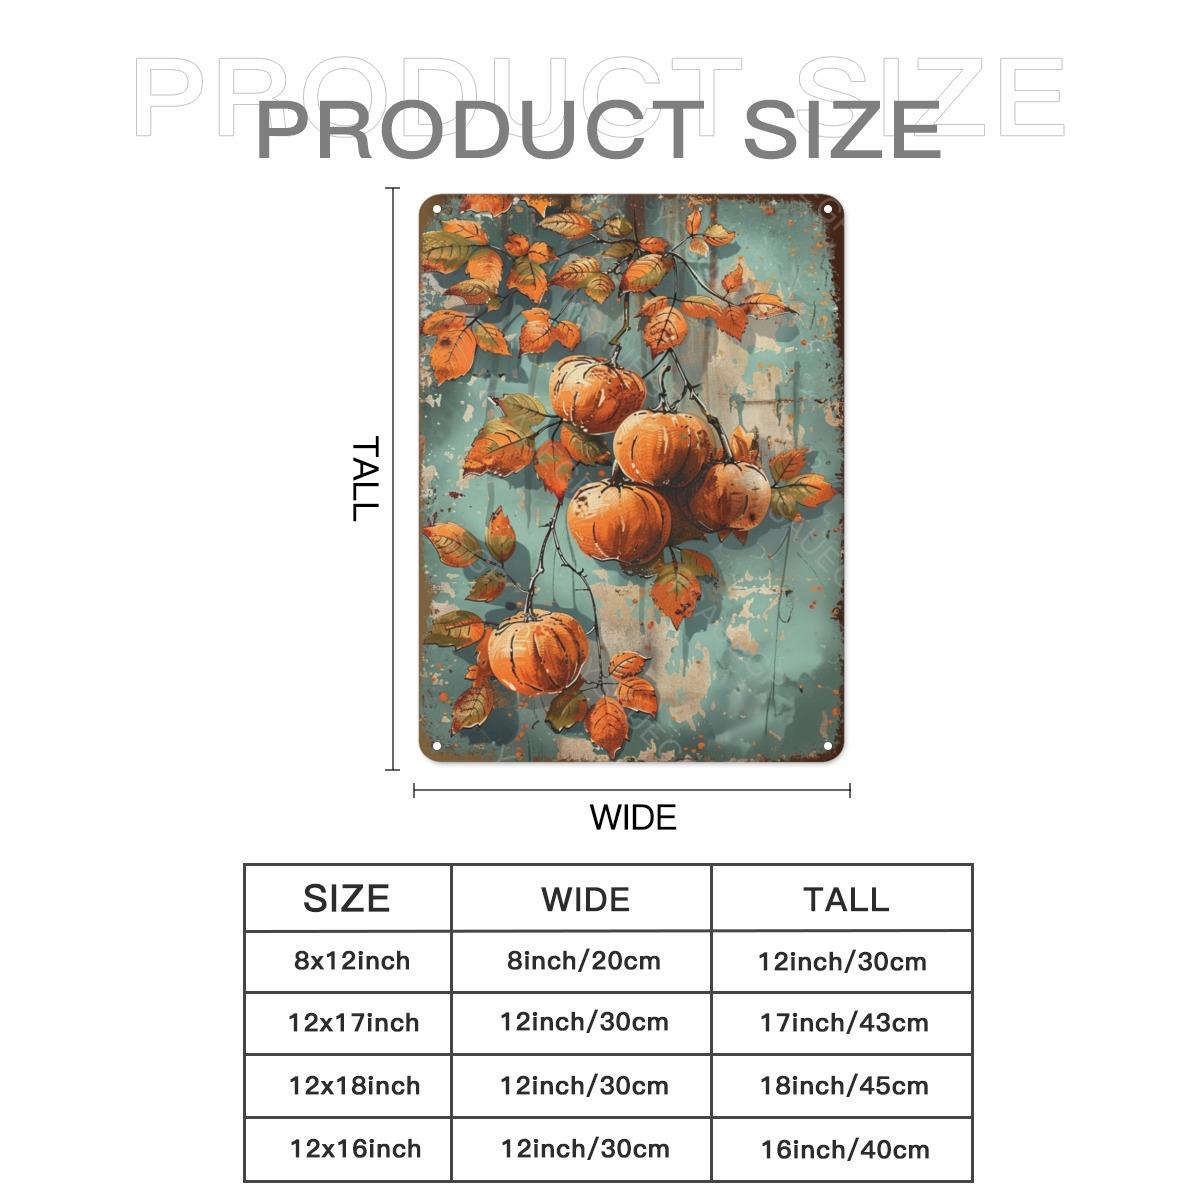 PRODUCT SIZE
PRODUCT SIZE
TALL
WIDE
SIZE WIDE TALL
8x12inch 8inch/20cm 12inch/30cm
12x17inch 12inch/30cm 17inch/43cm
12x18inch 12inch/30cm 18inch/45cm
12x16inch 12inch/30cm 16inch/40cm